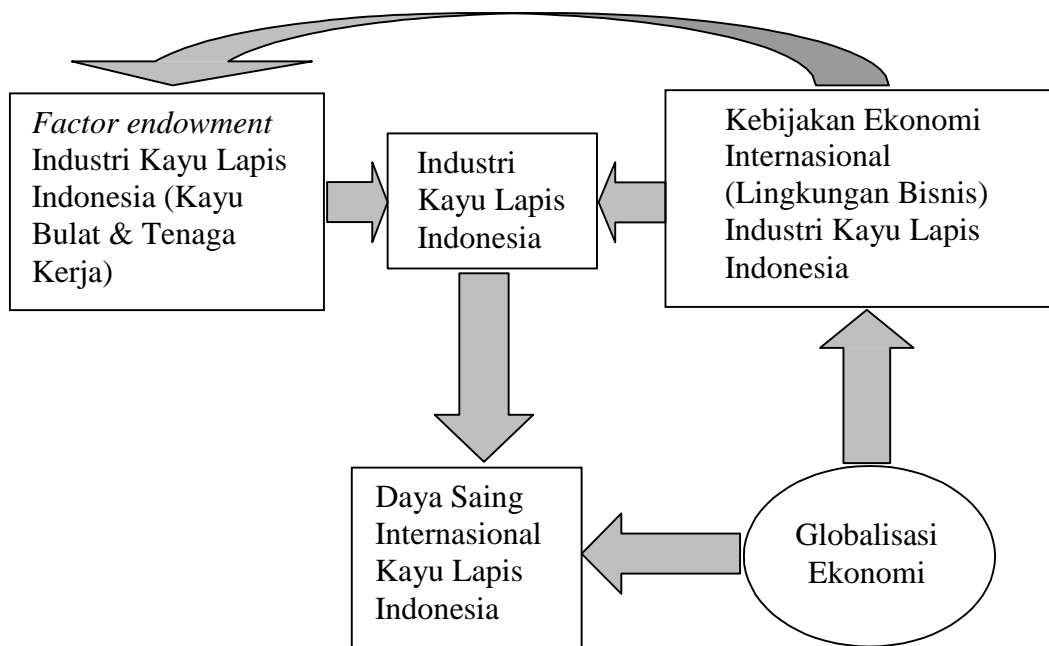 Factor endowment
Industri Kayu Lapis
Indonesia (Kayu
Bulat & Tenaga
Kerja)
Industri
Kayu Lapis
Indonesia
Kebijakan Ekonomi
Internasional
(Lingkungan Bisnis)
Industri Kayu Lapis
Indonesia
Daya Saing
Internasional
Kayu Lapis
Indonesia
Globalisasi
Ekonomi